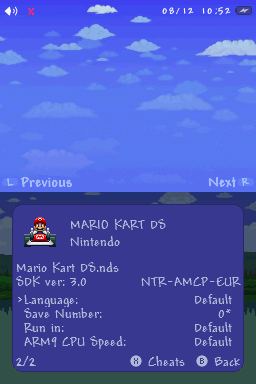 08/12 10:52
L Previous Next R
MARIO KART DS
Nintendo
Mario Kart DS.nds
SDK ver: 3.0 NTR-AMCP-EUR
>Language: Default
Save Number: 0*
Run in: Default
ARM9 CPU Speed: Default
2/2 X Cheats B Back